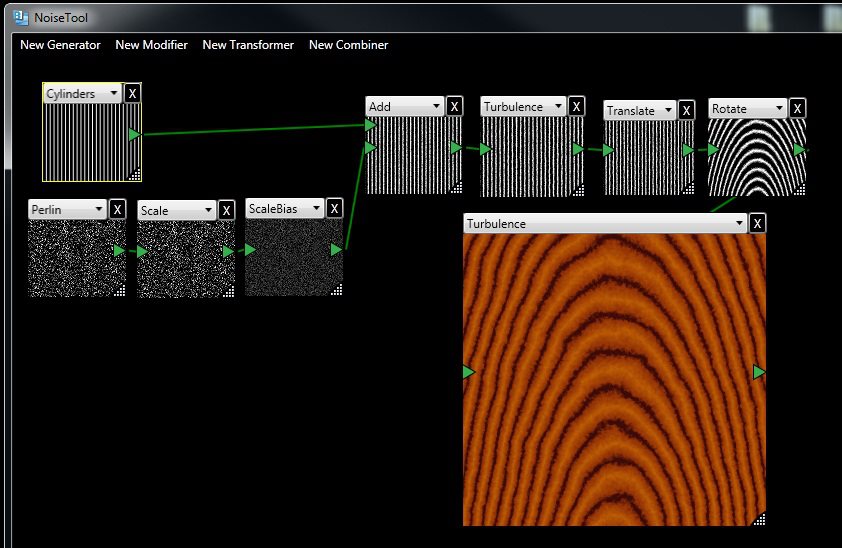 NoiseTool
New Generator New Modifier New Transformer New Combiner
Cylinders X
Add X
Turbulence X
Translate X
Rotate X
Perlin X
Scale X
ScaleBias X
Turbulence X